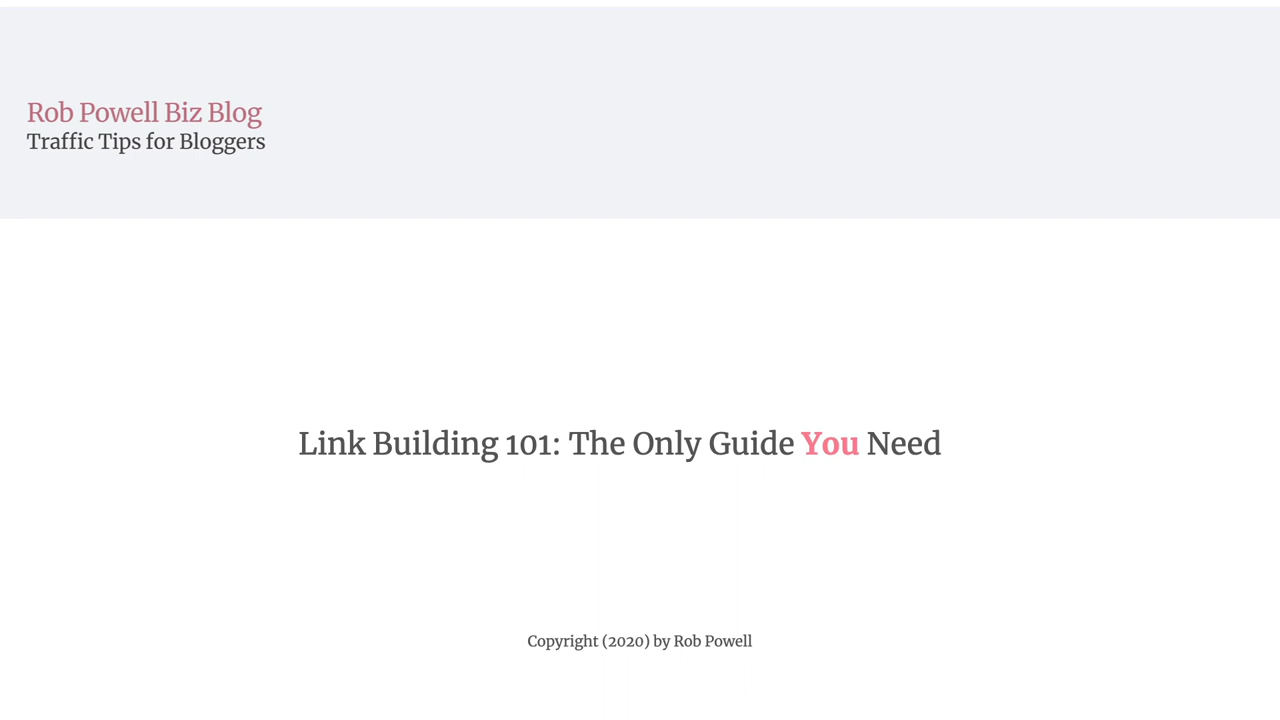 Rob Powell Biz Blog
Traffic Tips for Bloggers
Link Building 101: The Only Guide You Need
Copyright (2020) by Rob Powell